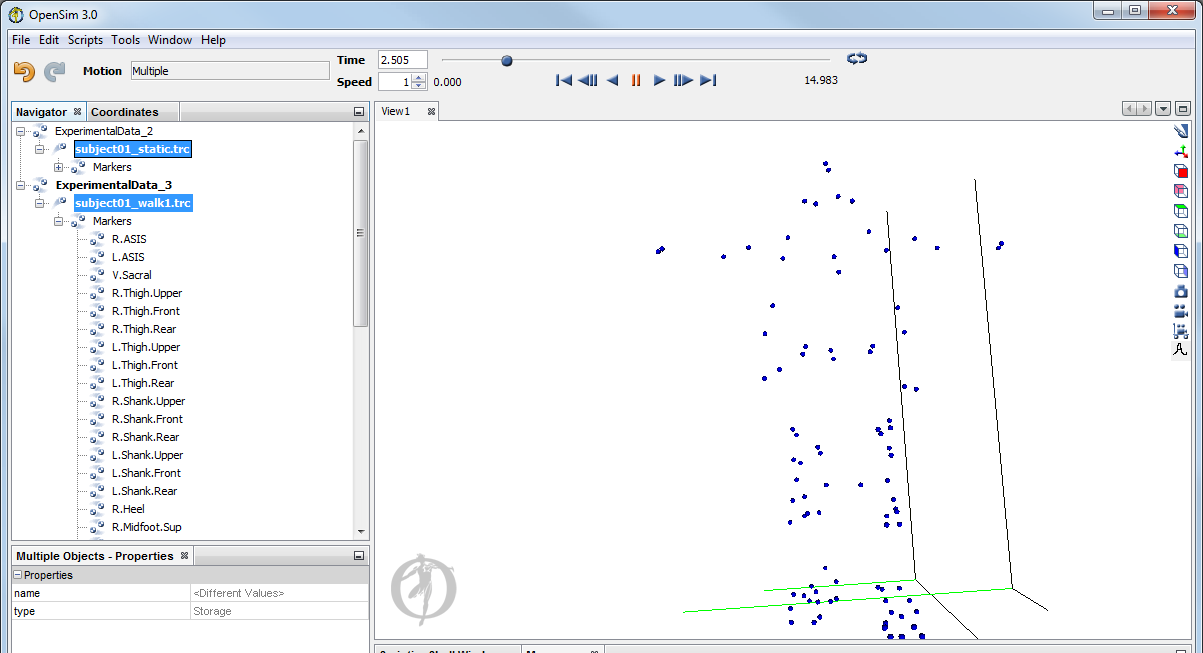 OpenSim 3.0
File Edit Scripts Tools Window Help
Motion Multiple
Time 2.505
Speed 1 0.000
14.983
Navigator Coordinates
View1
ExperimentalData_2
subject01_static.trc
Markers
ExperimentalData_3
subject01_walk1.trc
Markers
R.ASIS
L.ASIS
V.Sacral
R.Thigh.Upper
R.Thigh.Front
R.Thigh.Rear
L.Thigh.Upper
L.Thigh.Front
L.Thigh.Rear
R.Shank.Upper
R.Shank.Front
R.Shank.Rear
L.Shank.Upper
L.Shank.Front
L.Shank.Rear
R.Heel
R.Midfoot.Sup
Multiple Objects - Properties
Properties
name <Different Values>
type Storage